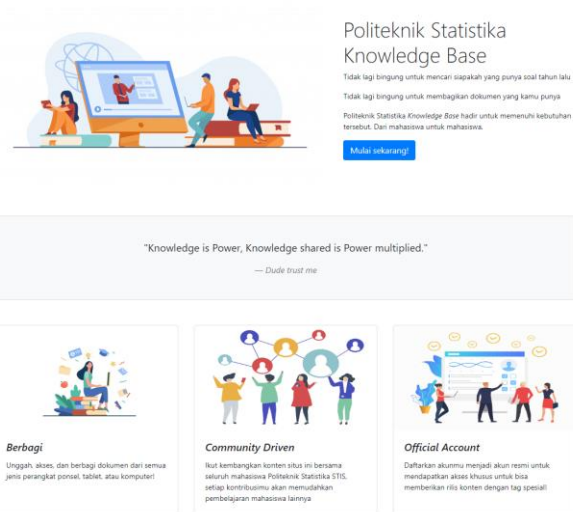 Politeknik Statistika
Knowledge Base
Tidak lagi bingung untuk mencari siapakah yang punya soal tahun lalu
Tidak lagi bingung untuk membagikan dokumen yang kamu punya
Politeknik Statistika Knowledge Base hadir untuk memenuhi kebutuhan
tersebut. Dari mahasiswa untuk mahasiswa.
Mulai sekarang!
"Knowledge is Power, Knowledge shared is Power multiplied."
— Dude trust me
Berbagi
Unggah, akses, dan berbagi dokumen dari semua
jenis perangkat ponsel, tablet, atau komputer!
Community Driven
Ikut kembangkan konten situs ini bersama
seluruh mahasiswa Politeknik Statistika STIS,
setiap kontribusimu akan memudahkan
pembelajaran mahasiswa lainnya
Official Account
Daftarkan akunmu menjadi akun resmi untuk
mendapatkan akses khusus untuk bisa
memberikan rilis konten dengan tag spesial!